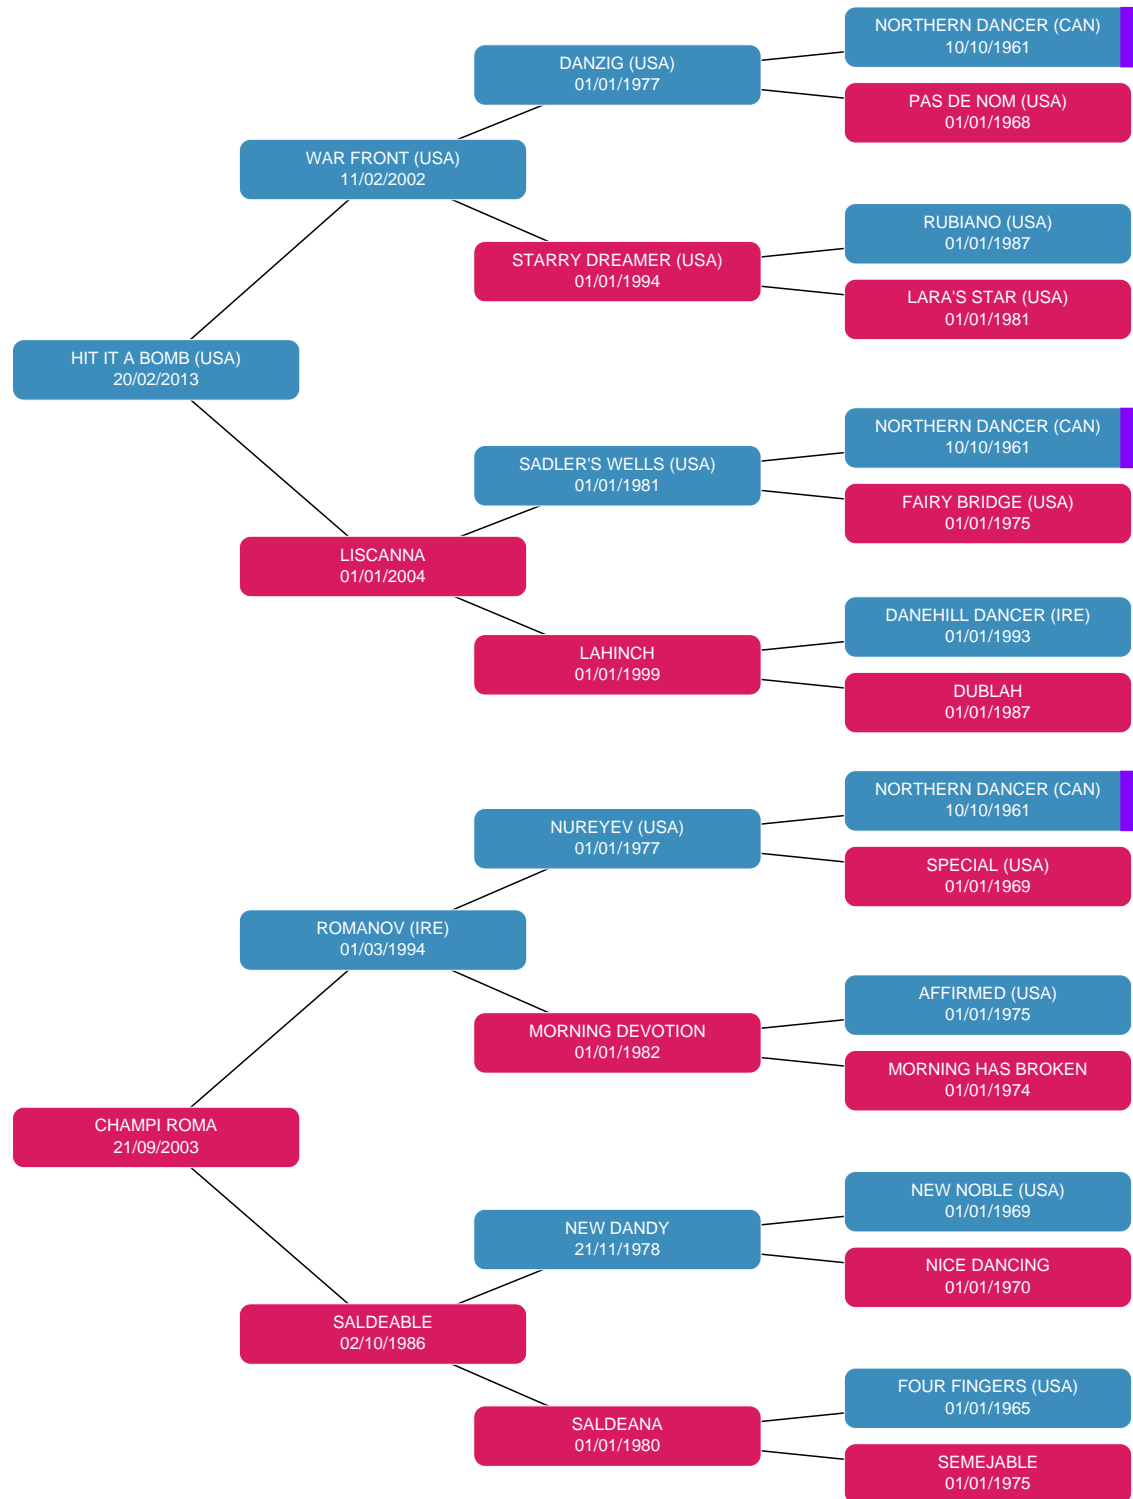 NORTHERN DANCER (CAN)
10/10/1961
DANZIG (USA)
01/01/1977
PAS DE NOM (USA)
01/01/1968
WAR FRONT (USA)
11/02/2002
RUBIANO (USA)
01/01/1987
STARRY DREAMER (USA)
01/01/1994
LARA'S STAR (USA)
01/01/1981
HIT IT A BOMB (USA)
20/02/2013
NORTHERN DANCER (CAN)
10/10/1961
SADLER'S WELLS (USA)
01/01/1981
FAIRY BRIDGE (USA)
01/01/1975
LISCANNA
01/01/2004
DANEHILL DANCER (IRE)
01/01/1993
LAHINCH
01/01/1999
DUBLAH
01/01/1987
NORTHERN DANCER (CAN)
10/10/1961
NUREYEV (USA)
01/01/1977
SPECIAL (USA)
01/01/1969
ROMANOV (IRE)
01/03/1994
AFFIRMED (USA)
01/01/1975
MORNING DEVOTION
01/01/1982
MORNING HAS BROKEN
01/01/1974
CHAMPI ROMA
21/09/2003
NEW NOBLE (USA)
01/01/1969
NEW DANDY
21/11/1978
NICE DANCING
01/01/1970
SALDEABLE
02/10/1986
FOUR FINGERS (USA)
01/01/1965
SALDEANA
01/01/1980
SEMEJABLE
01/01/1975